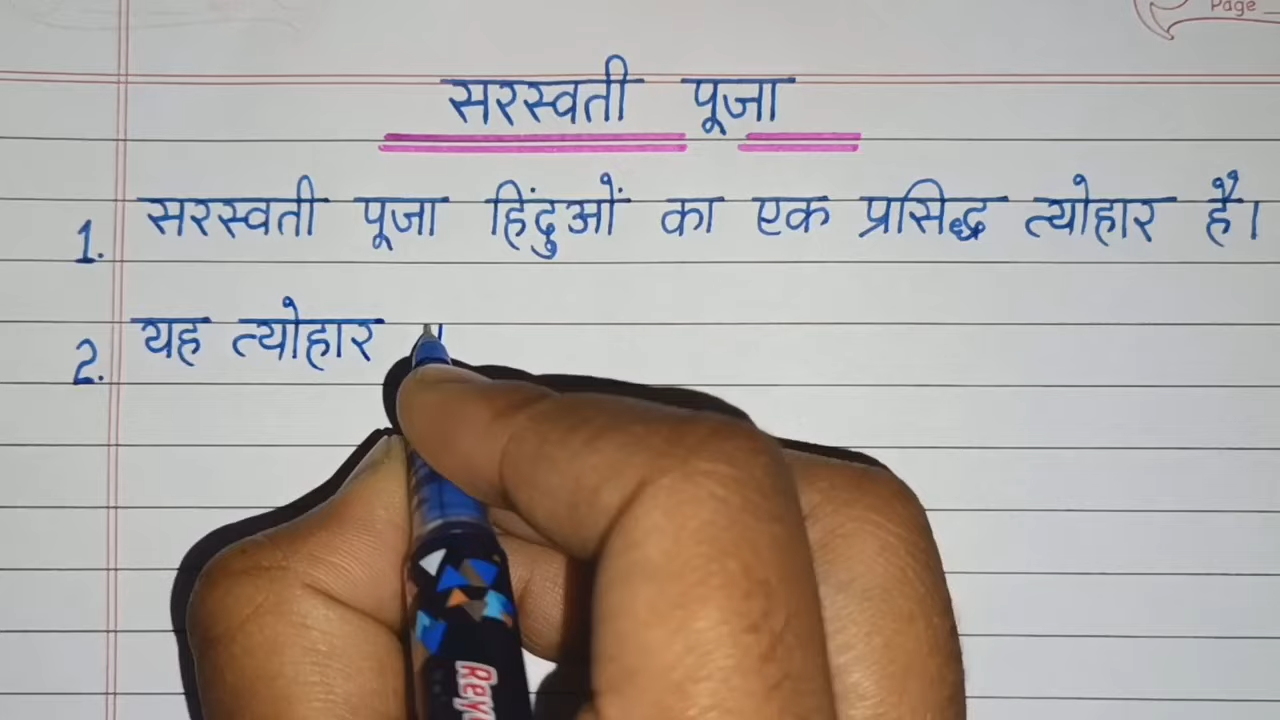 Page
सरस्वती पूजा
1. सरस्वती पूजा हिंदुओं का एक प्रसिद्ध त्योहार है।
2. यह त्योहार